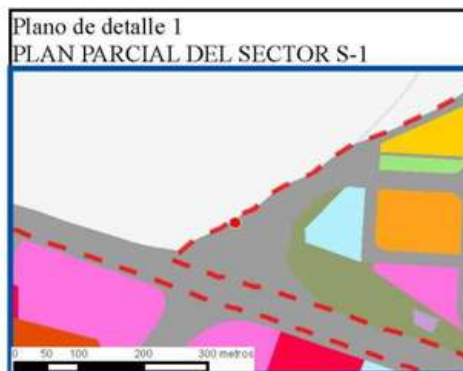 Plano de detalle 1
PLAN PARCIAL DEL SECTOR S-1
0 50 100 200 300 metros